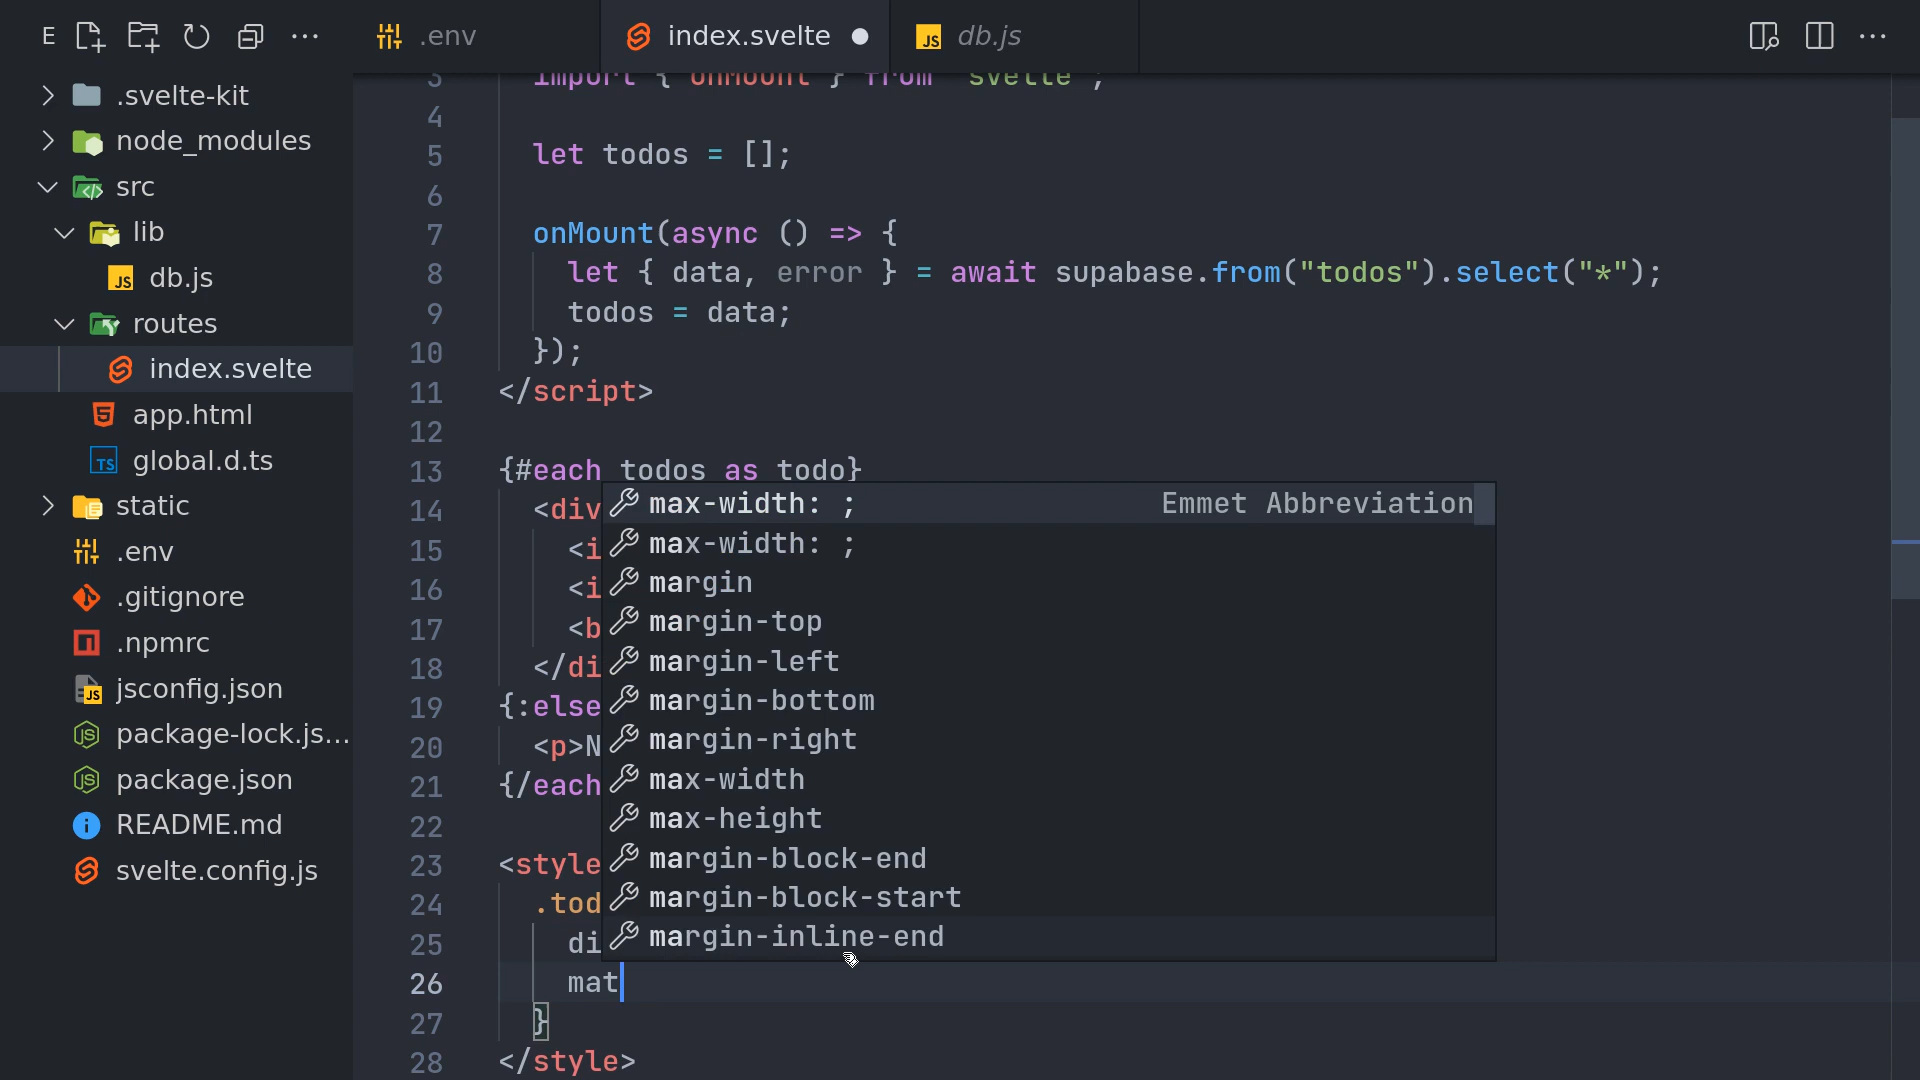 E
.env
index.svelte
db.js
.svelte-kit
node_modules
src
lib
db.js
routes
index.svelte
app.html
global.d.ts
static
.env
.gitignore
.npmrc
jsconfig.json
package-lock.js...
package.json
README.md
svelte.config.js
3 import { onMount } from "svelte";
4
5 let todos = [];
6
7 onMount(async () => {
8 let { data, error } = await supabase.from("todos").select("*");
9 todos = data;
10 });
11 </script>
12
13 {#each todos as todo}
14 <div
15 <i
16 <i
17 <b
18 </di
19 {:else
20 <p>N
21 {/each
22
23 <style
24 .tod
25 di
26 mat
27 }
28 </style>
max-width: ; Emmet Abbreviation
max-width: ;
margin
margin-top
margin-left
margin-bottom
margin-right
max-width
max-height
margin-block-end
margin-block-start
margin-inline-end